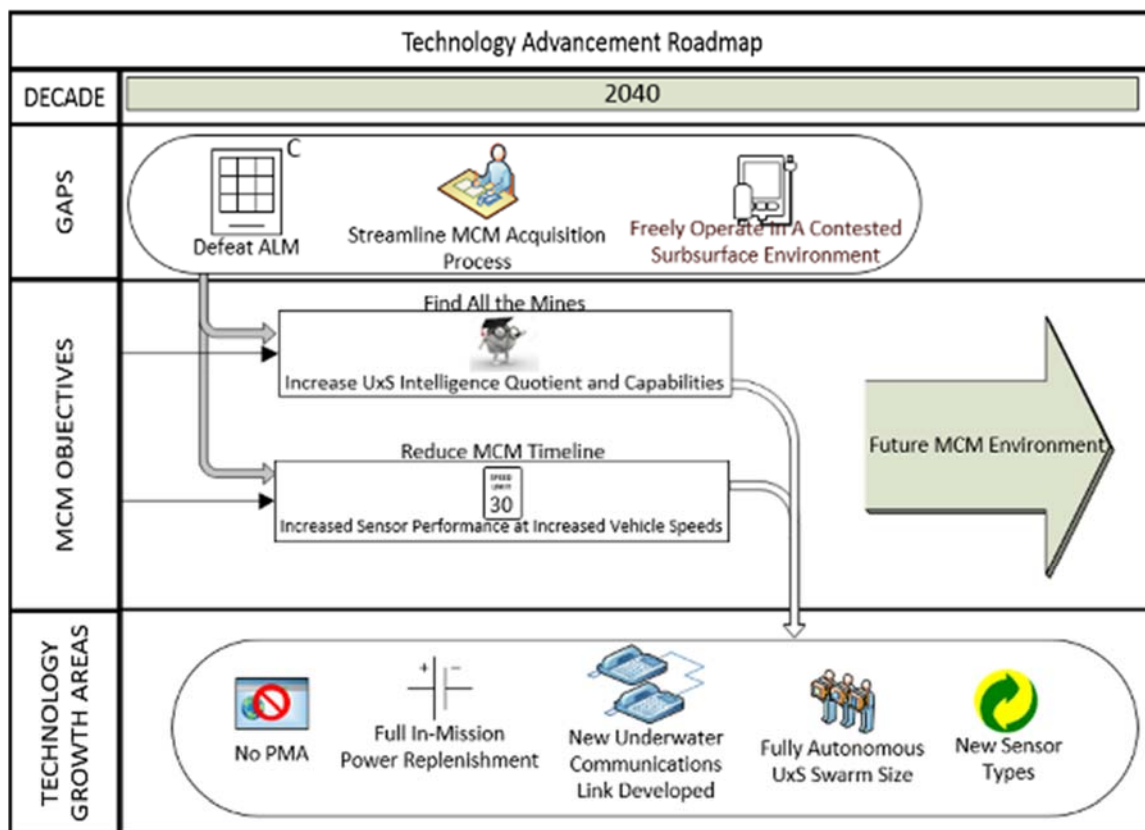 Technology Advancement Roadmap
DECADE
2040
GAPS
C
Defeat ALM
Streamline MCM Acquisition
Process
Freely Operate In A Contested
Surbsurface Environment
MCM OBJECTIVES
Find All the Mines
Increase UxS Intelligence Quotient and Capabilities
Reduce MCM Timeline
SPEED
LIMIT
30
Increased Sensor Performance at Increased Vehicle Speeds
Future MCM Environment
TECHNOLOGY
GROWTH AREAS
No PMA
+ −
Full In-Mission
Power Replenishment
New Underwater
Communications
Link Developed
Fully Autonomous
UxS Swarm Size
New Sensor
Types